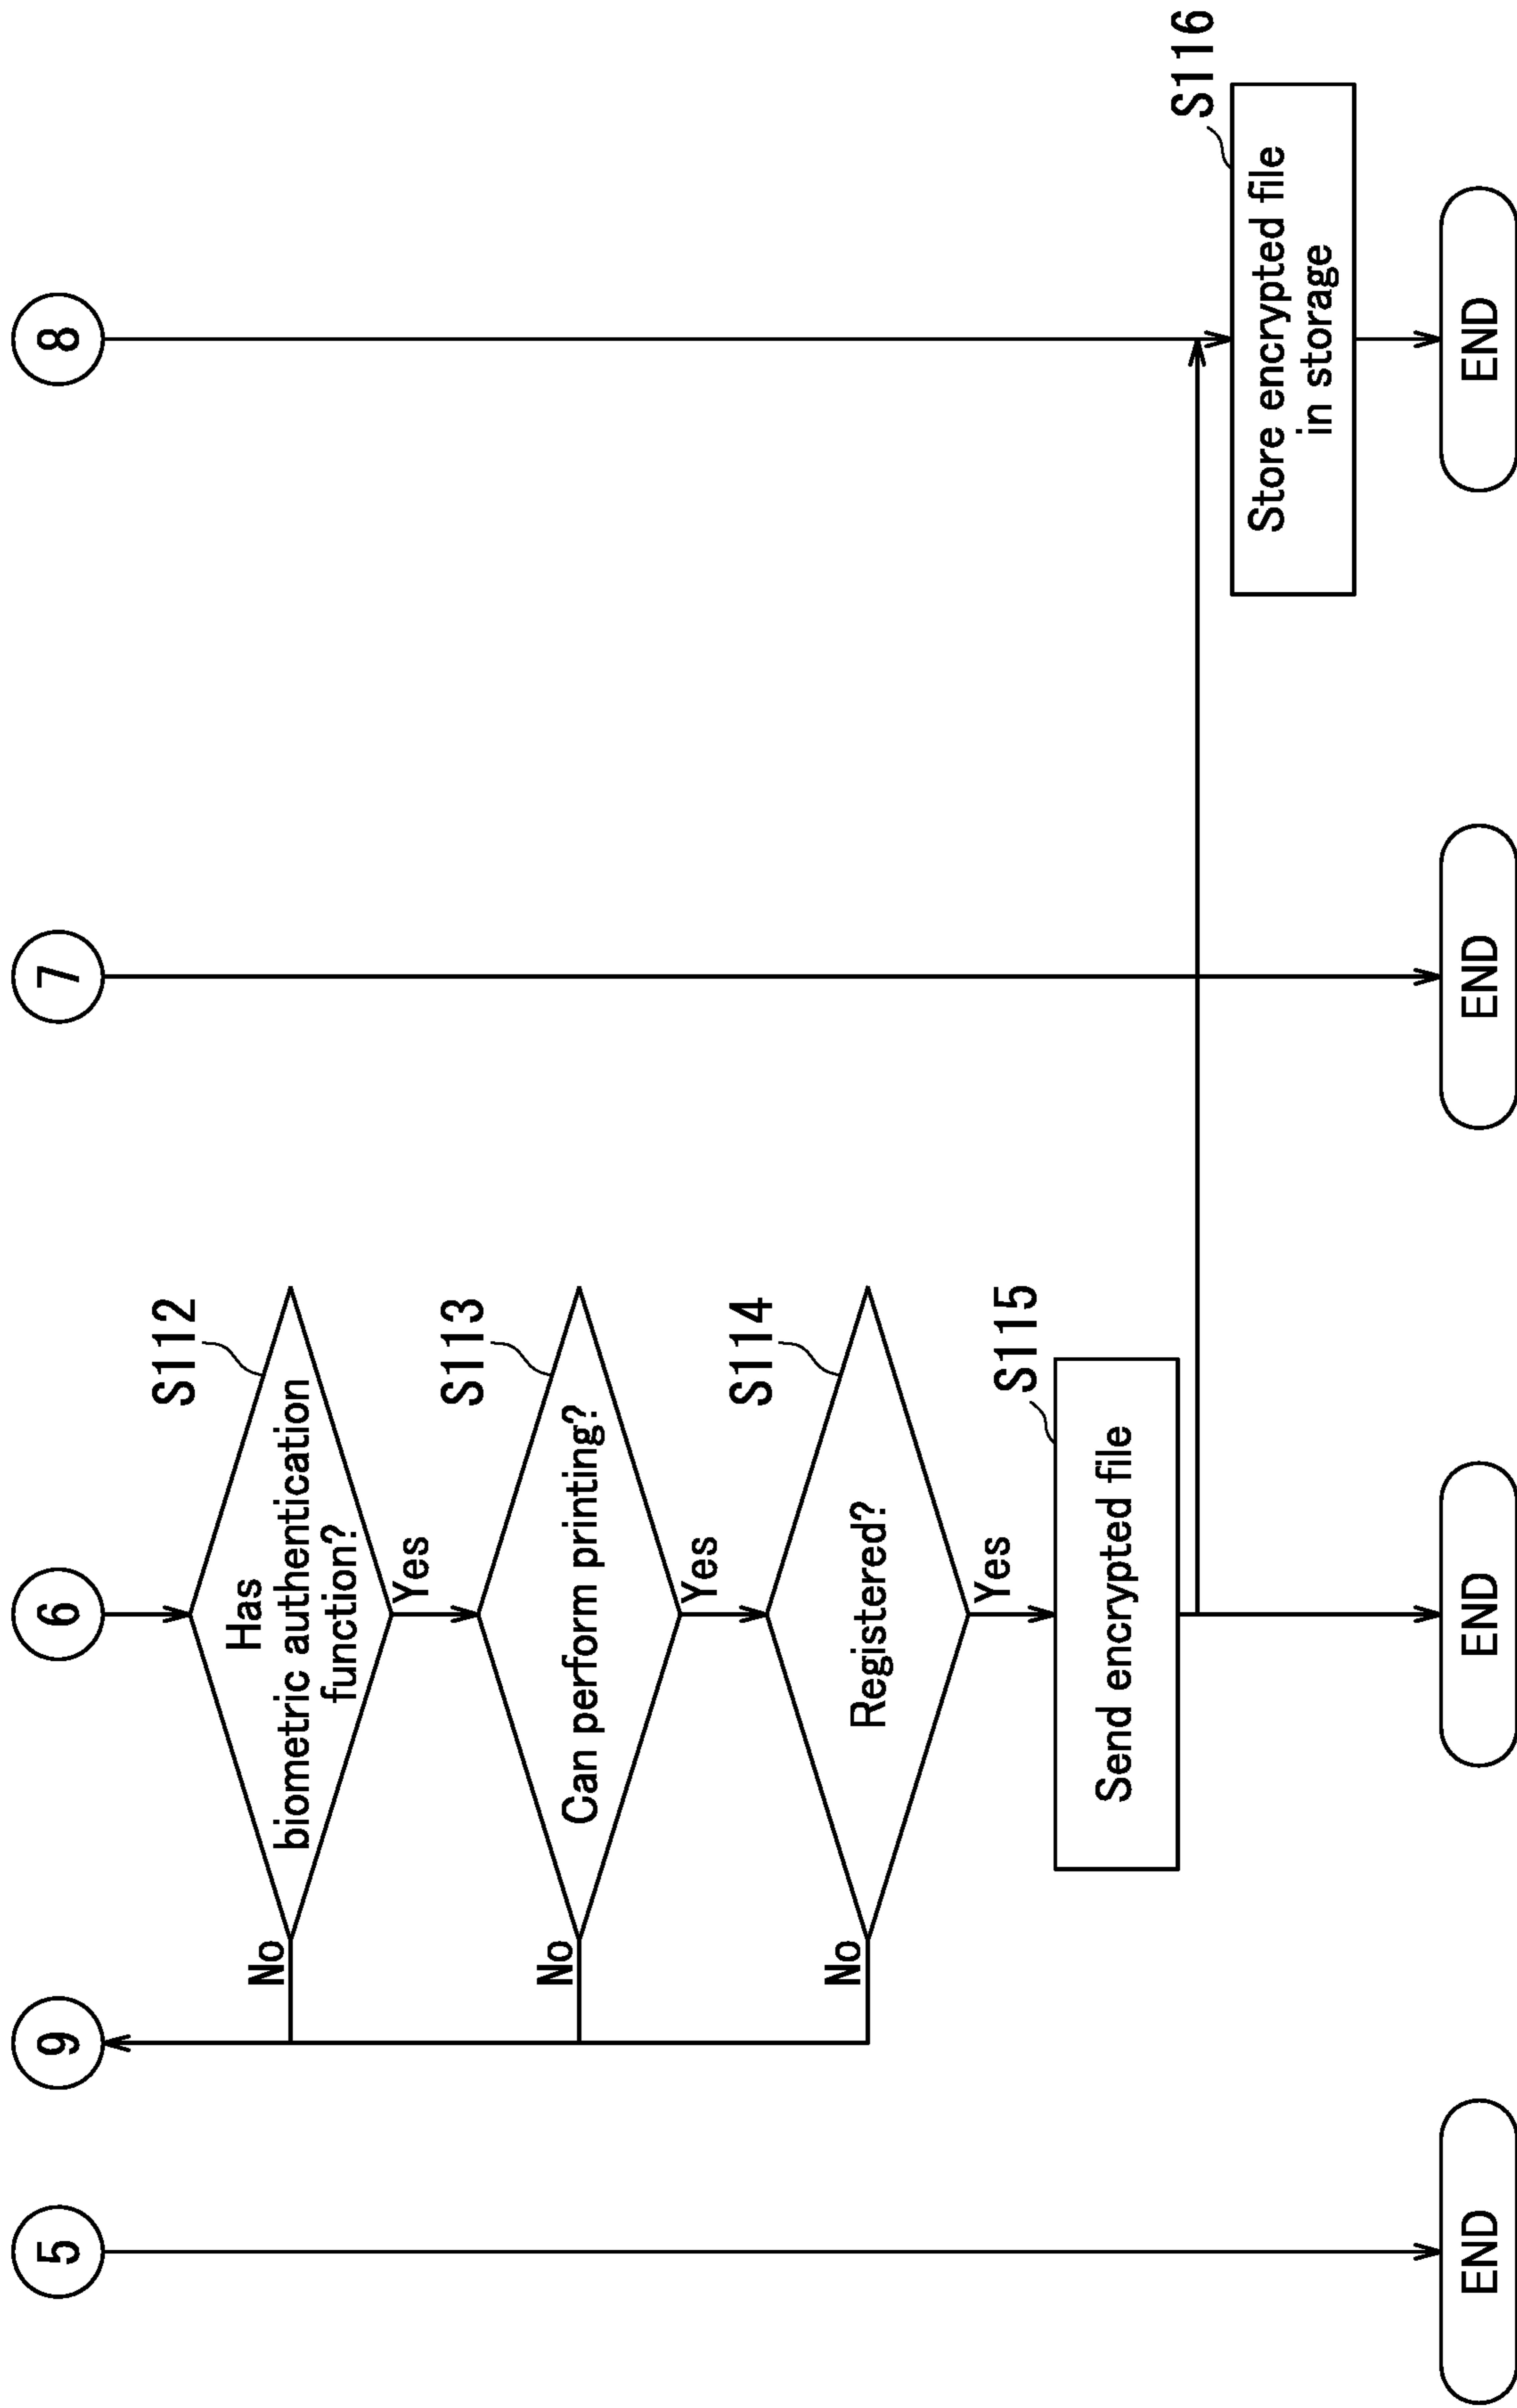 5
9
6
7
8
S112
Has
biometric authentication
function?
No
Yes
S113
Can perform printing?
No
Yes
S114
Registered?
No
Yes
S115
Send encrypted file
S116
Store encrypted file
in storage
END
END
END
END